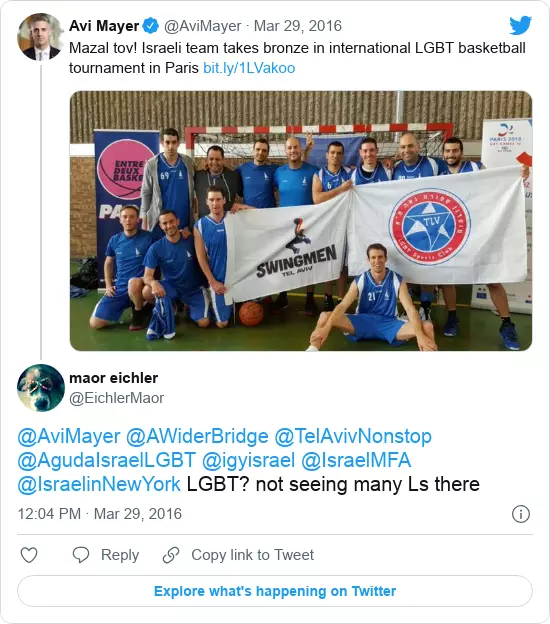 Avi Mayer @AviMayer · Mar 29, 2016
Mazal tov! Israeli team takes bronze in international LGBT basketball
tournament in Paris bit.ly/1LVakoo
ENTRE
DEUX
BASKET
PARIS 2018
69
SWINGMEN
TEL AVIV
TLV
LGBT Sports Club
21
maor eichler
@EichlerMaor
@AviMayer @AWiderBridge @TelAvivNonstop
@AgudaIsraelLGBT @igyisrael @IsraelMFA
@IsraelinNewYork LGBT? not seeing many Ls there
12:04 PM · Mar 29, 2016
Reply
Copy link to Tweet
Explore what's happening on Twitter